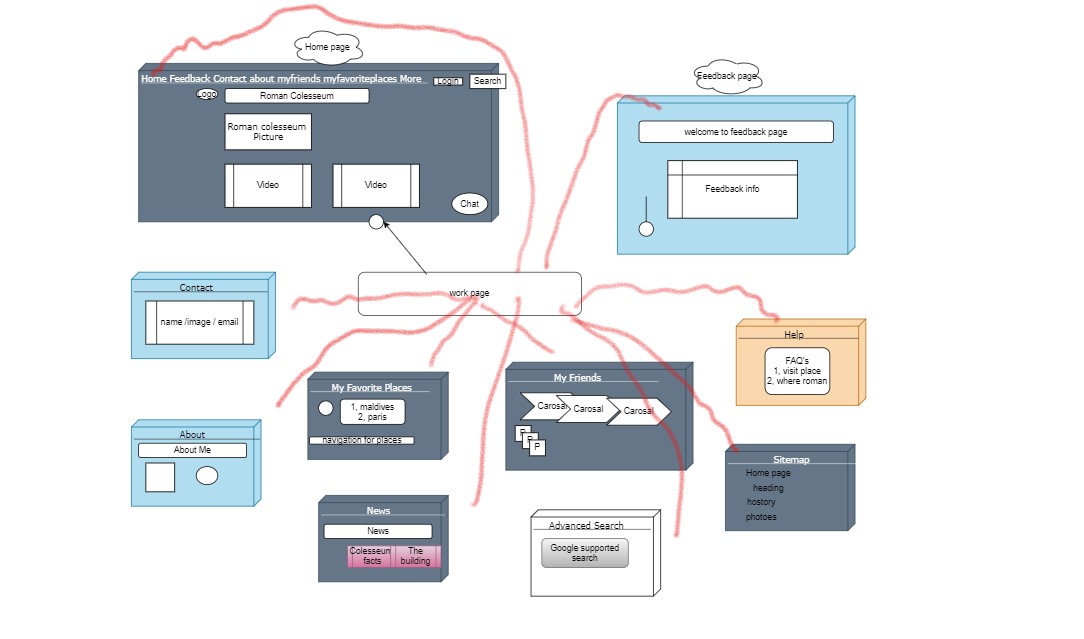 Home page
Home Feedback Contact about myfriends myfavoriteplaces More...
Login
Search
Logo
Roman Colesseum
Roman colesseum
Picture
Video
Video
Chat
Feedback page
welcome to feedback page
Feedback info
work page
Contact
name /image / email
Help
FAQ's
1, visit place
2, where roman
My Favorite Places
1, maldives
2, paris
navigation for places
My Friends
Carosal
Carosal
Carosal
P
P
P
About
About Me
Sitemap
Home page
heading
hostory
photoes
News
News
Colesseun
facts
The
building
Advanced Search
Google supported
search